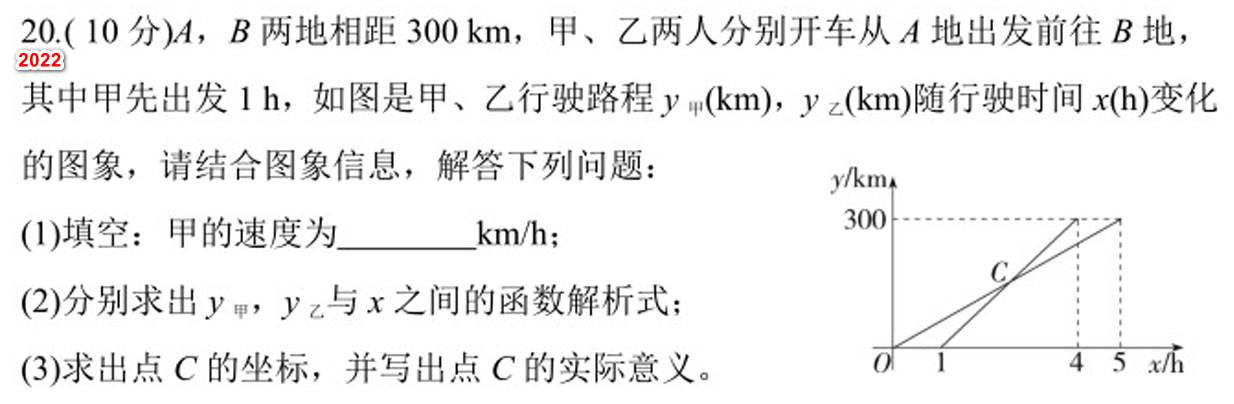 20.( 10 分)A，B 两地相距 300 km，甲、乙两人分别开车从 A 地出发前往 B 地，
2022
其中甲先出发 1 h，如图是甲、乙行驶路程 y 甲(km)，y 乙(km)随行驶时间 x(h)变化
的图象，请结合图象信息，解答下列问题：
(1)填空：甲的速度为________km/h；
(2)分别求出 y 甲，y 乙与 x 之间的函数解析式；
(3)求出点 C 的坐标，并写出点 C 的实际意义。
y/km
300
C
O 1 4 5 x/h